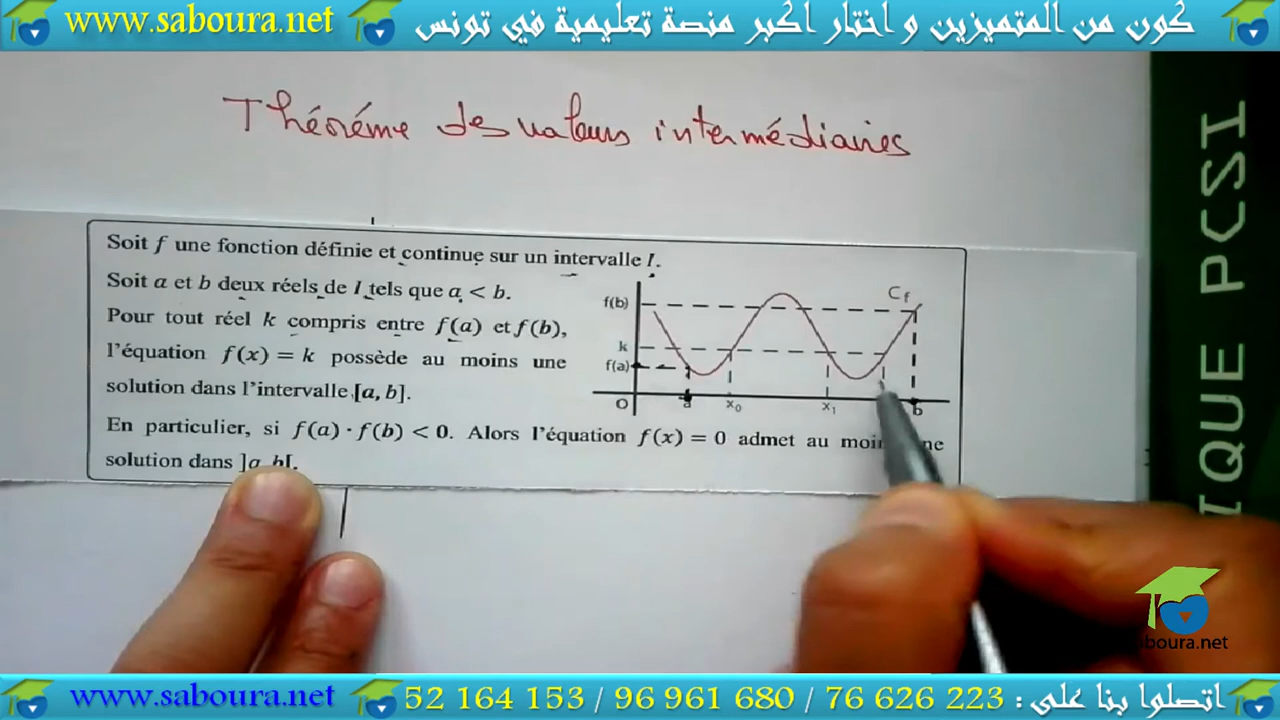 www.saboura.net
كون من المتميزين و اختار اكبر منصة تعليمية في تونس
Théoréme des valeurs intermédiaires
Soit f une fonction définie et continue sur un intervalle I.
Soit a et b deux réels de I tels que a < b.
Pour tout réel k compris entre f(a) et f(b),
l'équation f(x) = k possède au moins une
solution dans l'intervalle [a, b].
En particulier, si f(a) · f(b) < 0. Alors l'équation f(x) = 0 admet au
solution dans ]a, b[.
f(b)
k
f(a)
O
a
x₀
x₁
b
C_f
IQUE PCSI
saboura.net
www.saboura.net
52 164 153 / 96 961 680 / 76 626 223 : اتصلوا بنا على